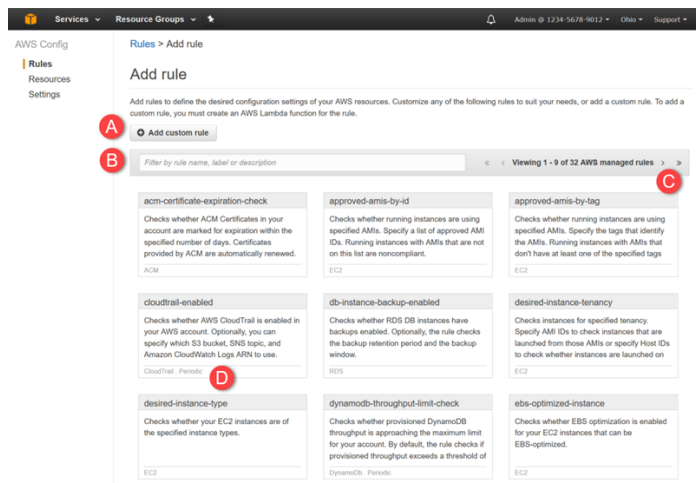 Services Resource Groups Admin @ 1234-5678-9012 Ohio Support
AWS Config
Rules
Resources
Settings
Rules > Add rule
Add rule
Add rules to define the desired configuration settings of your AWS resources. Customize any of the following rules to suit your needs, or add a custom rule. To add a
custom rule, you must create an AWS Lambda function for the rule.
A
Add custom rule
B
Filter by rule name, label or description
« ‹ Viewing 1 - 9 of 32 AWS managed rules › »
C
acm-certificate-expiration-check
Checks whether ACM Certificates in your
account are marked for expiration within the
specified number of days. Certificates
provided by ACM are automatically renewed.
ACM
approved-amis-by-id
Checks whether running instances are using
specified AMIs. Specify a list of approved AMI
IDs. Running instances with AMIs that are not
on this list are noncompliant.
EC2
approved-amis-by-tag
Checks whether running instances are using
specified AMIs. Specify the tags that identify
the AMIs. Running instances with AMIs that
don't have at least one of the specified tags
EC2
cloudtrail-enabled
Checks whether AWS CloudTrail is enabled in
your AWS account. Optionally, you can
specify which S3 bucket, SNS topic, and
Amazon CloudWatch Logs ARN to use.
CloudTrail . Periodic
D
db-instance-backup-enabled
Checks whether RDS DB instances have
backups enabled. Optionally, the rule checks
the backup retention period and the backup
window.
RDS
desired-instance-tenancy
Checks instances for specified tenancy.
Specify AMI IDs to check instances that are
launched from those AMIs or specify Host IDs
to check whether instances are launched on
EC2
desired-instance-type
Checks whether your EC2 instances are of
the specified instance types.
EC2
dynamodb-throughput-limit-check
Checks whether provisioned DynamoDB
throughput is approaching the maximum limit
for your account. By default, the rule checks if
provisioned throughput exceeds a threshold of
DynamoDb . Periodic
ebs-optimized-instance
Checks whether EBS optimization is enabled
for your EC2 instances that can be
EBS-optimized.
EC2